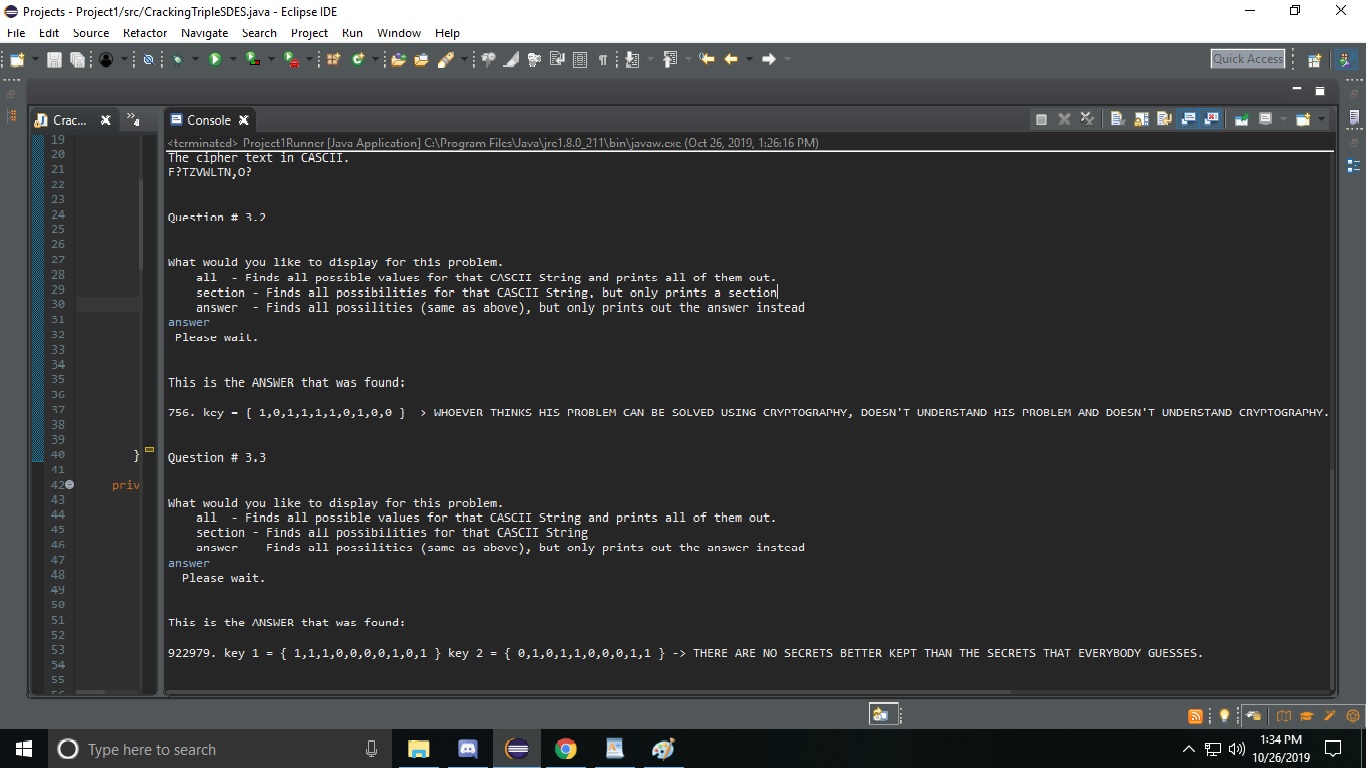 Projects - Project1/src/CrackingTripleSDES.java - Eclipse IDE
File Edit Source Refactor Navigate Search Project Run Window Help
Quick Access
Crac...
Console
<terminated> Project1Runner [Java Application] C:\Program Files\Java\jre1.8.0_211\bin\javaw.exe (Oct 26, 2019, 1:26:16 PM)
19
The cipher text in CASCII.
20
F?TZVWLTN,O?
21
22
23
24
Question # 3.2
25
26
27
What would you like to display for this problem.
28
all - Finds all possible values for that CASCII String and prints all of them out.
29
section - Finds all possibilities for that CASCII String, but only prints a section
30
answer - Finds all possilities (same as above), but only prints out the answer instead
31
answer
32
Please wait.
33
34
35
This is the ANSWER that was found:
36
37
756. key = { 1,0,1,1,1,1,0,1,0,0 } > WHOEVER THINKS HIS PROBLEM CAN BE SOLVED USING CRYPTOGRAPHY, DOESN'T UNDERSTAND HIS PROBLEM AND DOESN'T UNDERSTAND CRYPTOGRAPHY.
38
39
40 }
Question # 3.3
41
42 priv
43
What would you like to display for this problem.
44
all - Finds all possible values for that CASCII String and prints all of them out.
45
section - Finds all possibilities for that CASCII String
46
answer Finds all possilities (same as above), but only prints out the answer instead
47
answer
48
Please wait.
49
50
51
This is the ANSWER that was found:
52
53
922979. key 1 = { 1,1,1,0,0,0,0,1,0,1 } key 2 = { 0,1,0,1,1,0,0,0,1,1 } -> THERE ARE NO SECRETS BETTER KEPT THAN THE SECRETS THAT EVERYBODY GUESSES.
54
55
Type here to search
1:34 PM
10/26/2019